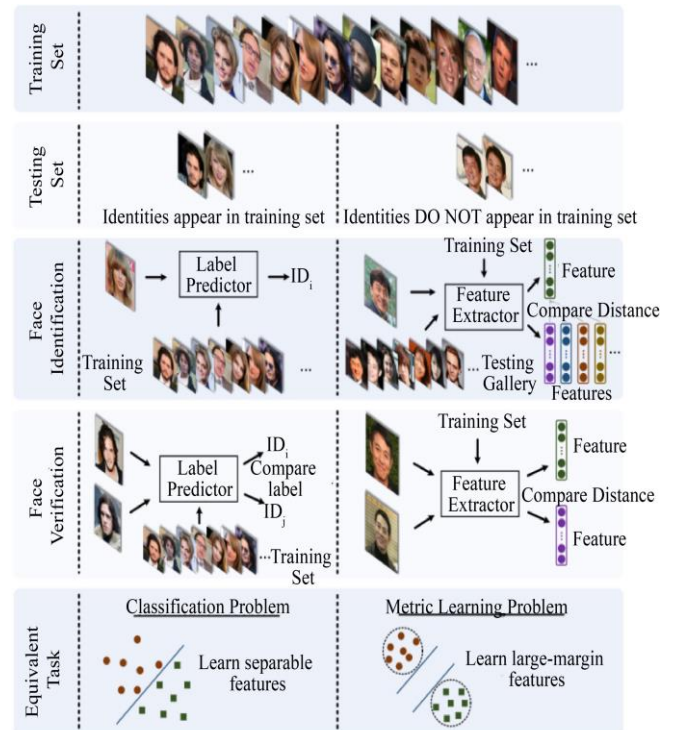 Training
Set
...
Testing
Set
...
Identities appear in training set
...
Identities DO NOT appear in training set
Face
Identification
Label
Predictor
IDi
Training
Set
...
Training Set
Feature
Extractor
Feature
Compare Distance
... Testing
Gallery
...
Features
Face
Verification
Label
Predictor
IDi
Compare
label
IDj
...Training
Set
Training Set
Feature
Extractor
Feature
Compare Distance
Feature
Equivalent
Task
Classification Problem
Learn separable
features
Metric Learning Problem
Learn large-margin
features